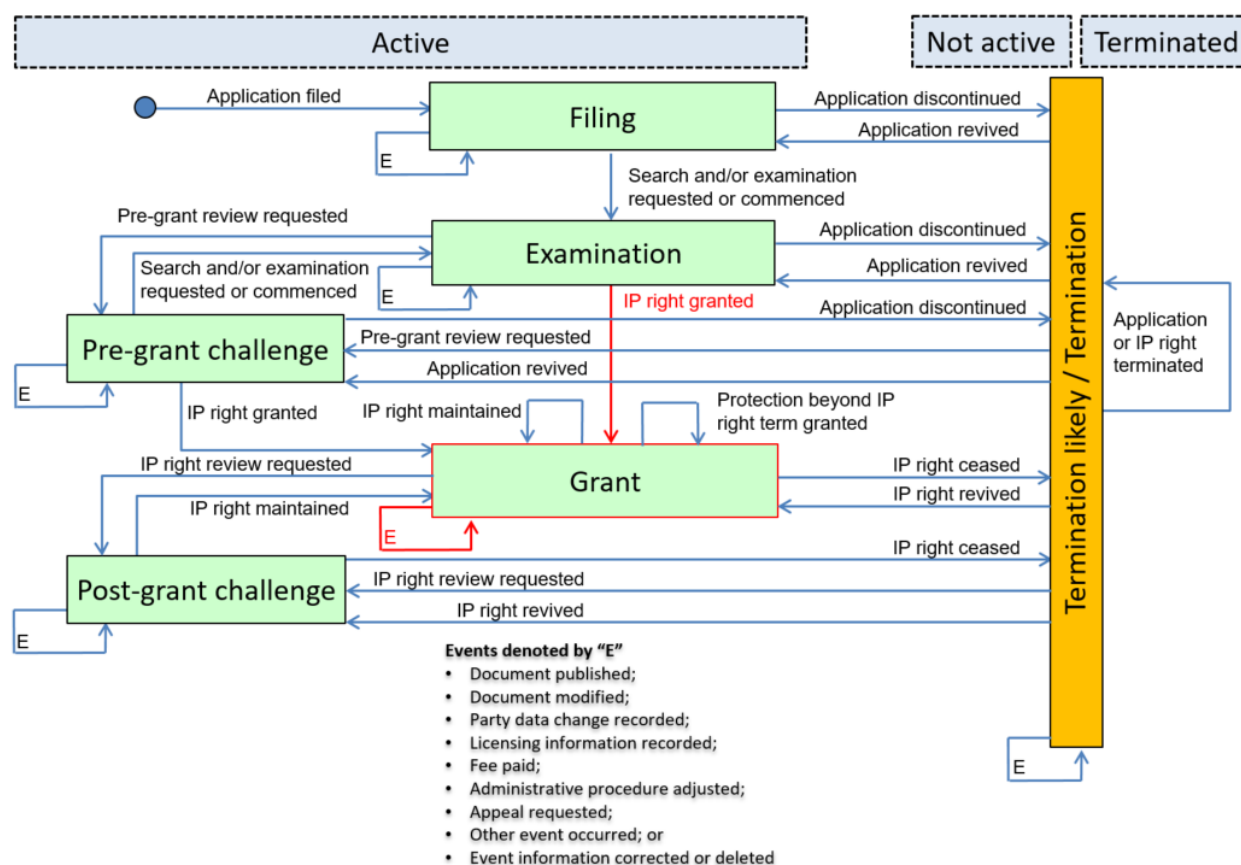 Active
Not active
Terminated
Application filed
Filing
Application discontinued
Application revived
E
Search and/or examination
requested or commenced
Pre-grant review requested
Examination
Application discontinued
Application revived
Search and/or examination
requested or commenced
E
IP right granted
Application discontinued
Pre-grant challenge
Pre-grant review requested
Application revived
E
Application
or IP right
terminated
Termination likely / Termination
IP right granted
IP right maintained
Protection beyond IP
right term granted
IP right review requested
Grant
IP right ceased
IP right revived
IP right maintained
E
IP right ceased
Post-grant challenge
IP right review requested
IP right revived
E
Events denoted by “E”
• Document published;
• Document modified;
• Party data change recorded;
• Licensing information recorded;
• Fee paid;
• Administrative procedure adjusted;
• Appeal requested;
• Other event occurred; or
• Event information corrected or deleted
E